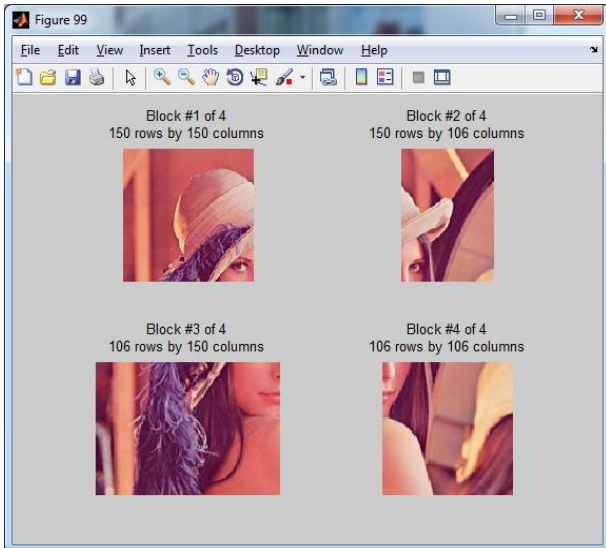 Figure 99
File Edit View Insert Tools Desktop Window Help
Block #1 of 4
150 rows by 150 columns
Block #2 of 4
150 rows by 106 columns
Block #3 of 4
106 rows by 150 columns
Block #4 of 4
106 rows by 106 columns